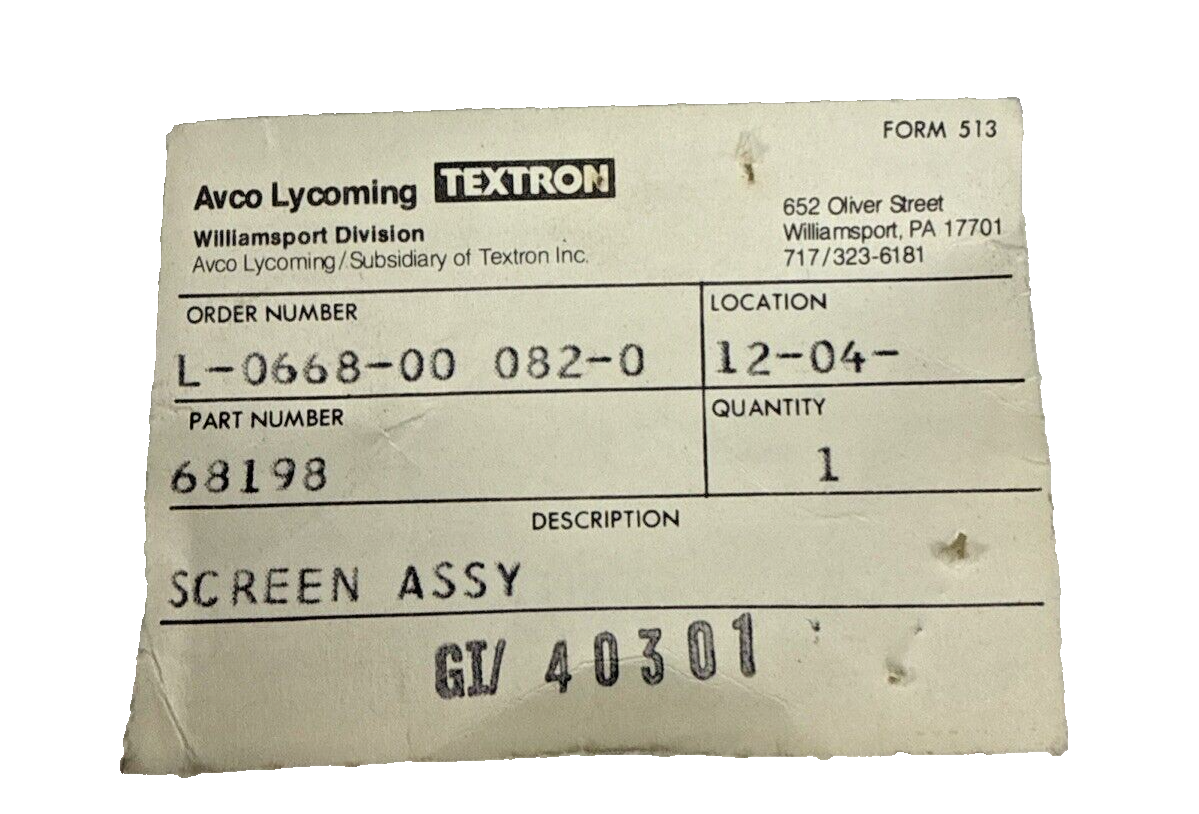 FORM 513
Avco Lycoming TEXTRON
Williamsport Division
Avco Lycoming/Subsidiary of Textron Inc.
652 Oliver Street
Williamsport, PA 17701
717/323-6181
ORDER NUMBER
L-0668-00 082-0
LOCATION
12-04-
PART NUMBER
68198
QUANTITY
1
DESCRIPTION
SCREEN ASSY
GI/ 40301